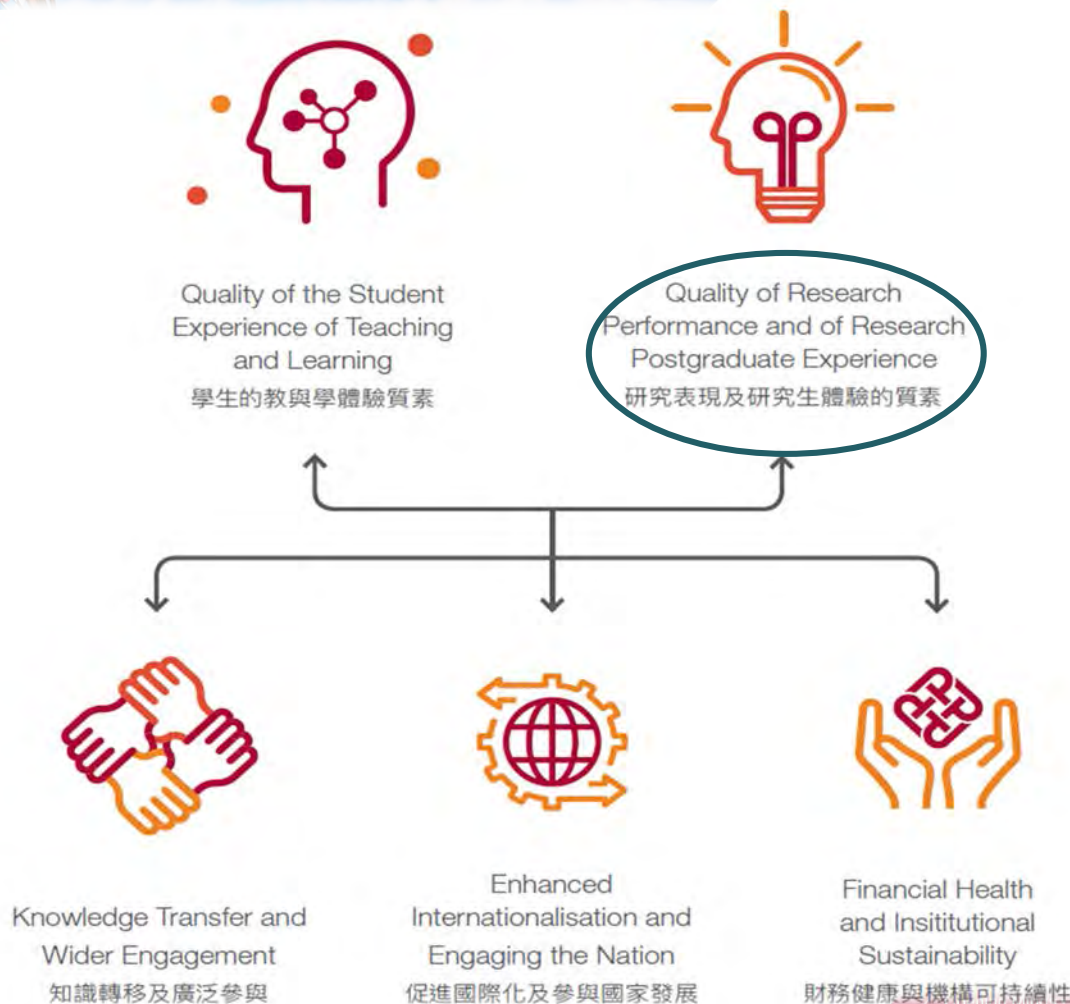 Quality of the Student
Experience of Teaching
and Learning
學生的教與學體驗質素
Quality of Research
Performance and of Research
Postgraduate Experience
研究表現及研究生體驗的質素
Knowledge Transfer and
Wider Engagement
知識轉移及廣泛參與
Enhanced
Internationalisation and
Engaging the Nation
促進國際化及參與國家發展
Financial Health
and Insititutional
Sustainability
財務健康與機構可持續性